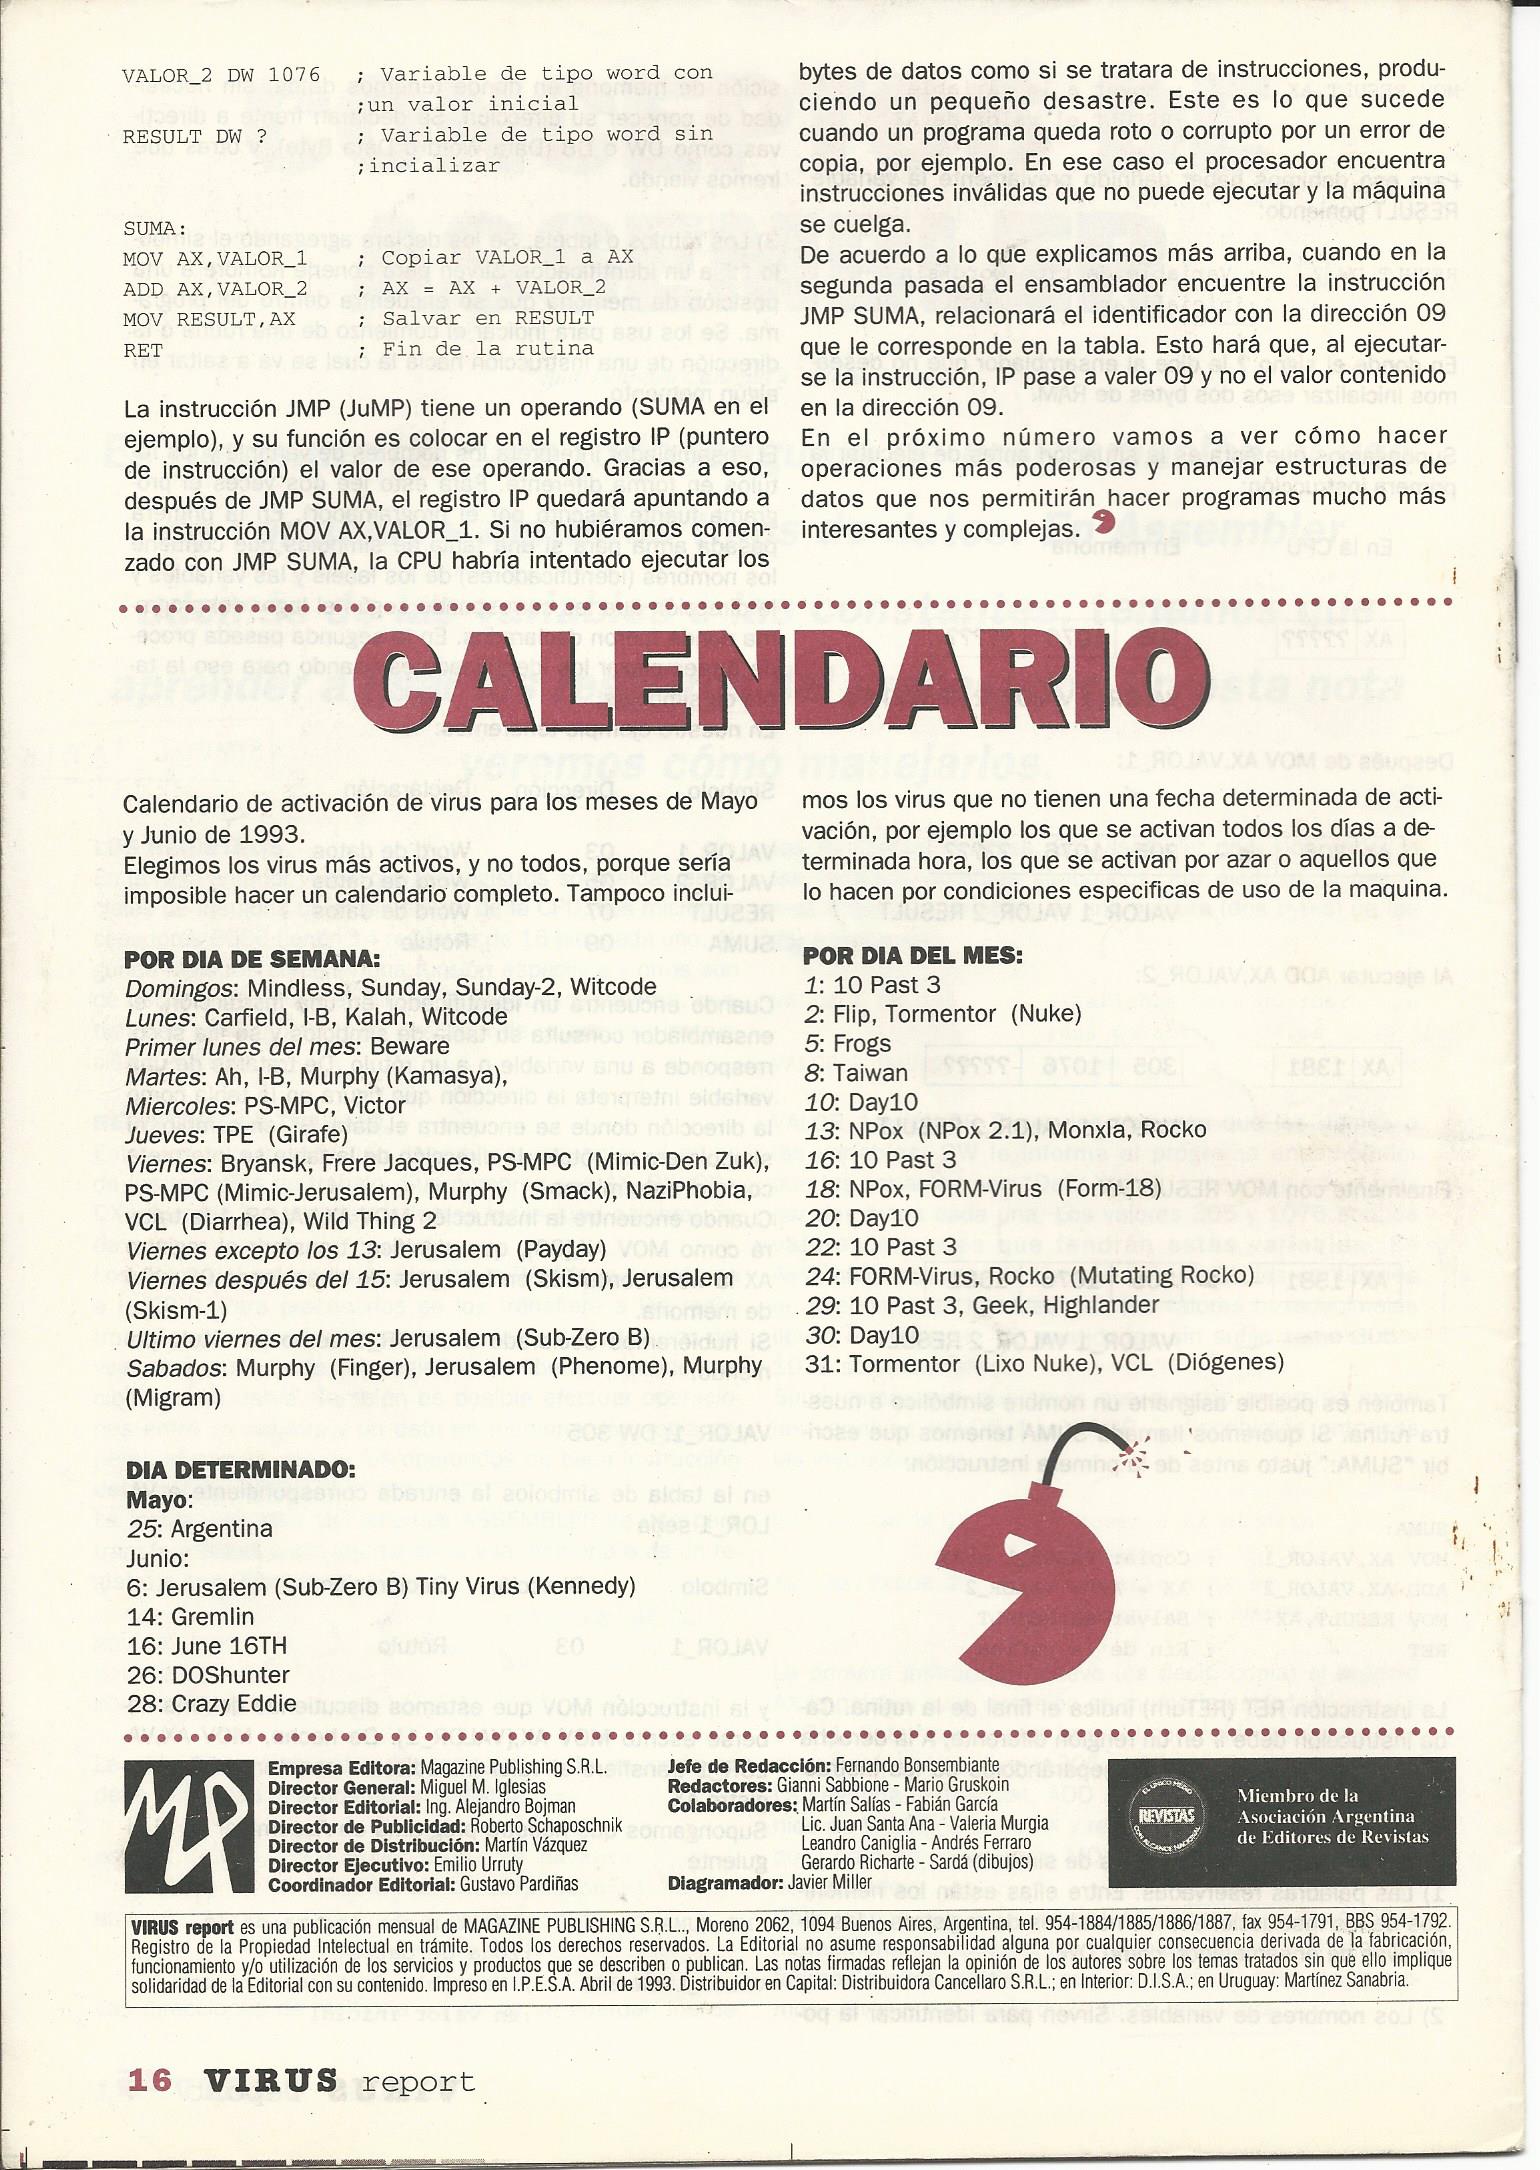 VALOR_2 DW 1076   ; Variable de tipo word con
;un valor inicial
RESULT DW ?       ; Variable de tipo word sin
;incializar
SUMA:
MOV AX,VALOR_1    ; Copiar VALOR_1 a AX
ADD AX,VALOR_2    ; AX = AX + VALOR_2
MOV RESULT,AX     ; Salvar en RESULT
RET               ; Fin de la rutina
La instrucción JMP (JuMP) tiene un operando (SUMA en el
ejemplo), y su función es colocar en el registro IP (puntero
de instrucción) el valor de ese operando. Gracias a eso,
después de JMP SUMA, el registro IP quedará apuntando a
la instrucción MOV AX,VALOR_1. Si no hubiéramos comen-
zado con JMP SUMA, la CPU habría intentado ejecutar los
bytes de datos como si se tratara de instrucciones, produ-
ciendo un pequeño desastre. Este es lo que sucede
cuando un programa queda roto o corrupto por un error de
copia, por ejemplo. En ese caso el procesador encuentra
instrucciones inválidas que no puede ejecutar y la máquina
se cuelga.
De acuerdo a lo que explicamos más arriba, cuando en la
segunda pasada el ensamblador encuentre la instrucción
JMP SUMA, relacionará el identificador con la dirección 09
que le corresponde en la tabla. Esto hará que, al ejecutar-
se la instrucción, IP pase a valer 09 y no el valor contenido
en la dirección 09.
En el próximo número vamos a ver cómo hacer
operaciones más poderosas y manejar estructuras de
datos que nos permitirán hacer programas mucho más
interesantes y complejas.
CALENDARIO
Calendario de activación de virus para los meses de Mayo
y Junio de 1993.
Elegimos los virus más activos, y no todos, porque sería
imposible hacer un calendario completo. Tampoco inclui-
mos los virus que no tienen una fecha determinada de acti-
vación, por ejemplo los que se activan todos los días a de-
terminada hora, los que se activan por azar o aquellos que
lo hacen por condiciones especificas de uso de la maquina.
POR DIA DE SEMANA:
Domingos: Mindless, Sunday, Sunday-2, Witcode
Lunes: Carfield, I-B, Kalah, Witcode
Primer lunes del mes: Beware
Martes: Ah, I-B, Murphy (Kamasya),
Miercoles: PS-MPC, Victor
Jueves: TPE (Girafe)
Viernes: Bryansk, Frere Jacques, PS-MPC (Mimic-Den Zuk),
PS-MPC (Mimic-Jerusalem), Murphy (Smack), NaziPhobia,
VCL (Diarrhea), Wild Thing 2
Viernes excepto los 13: Jerusalem (Payday)
Viernes después del 15: Jerusalem (Skism), Jerusalem
(Skism-1)
Ultimo viernes del mes: Jerusalem (Sub-Zero B)
Sabados: Murphy (Finger), Jerusalem (Phenome), Murphy
(Migram)
DIA DETERMINADO:
Mayo:
25: Argentina
Junio:
6: Jerusalem (Sub-Zero B) Tiny Virus (Kennedy)
14: Gremlin
16: June 16TH
26: DOShunter
28: Crazy Eddie
POR DIA DEL MES:
1: 10 Past 3
2: Flip, Tormentor (Nuke)
5: Frogs
8: Taiwan
10: Day10
13: NPox (NPox 2.1), Monxla, Rocko
16: 10 Past 3
18: NPox, FORM-Virus (Form-18)
20: Day10
22: 10 Past 3
24: FORM-Virus, Rocko (Mutating Rocko)
29: 10 Past 3, Geek, Highlander
30: Day10
31: Tormentor (Lixo Nuke), VCL (Diógenes)
Empresa Editora: Magazine Publishing S.R.L.
Director General: Miguel M. Iglesias
Director Editorial: Ing. Alejandro Bojman
Director de Publicidad: Roberto Schaposchnik
Director de Distribución: Martín Vázquez
Director Ejecutivo: Emilio Urruty
Coordinador Editorial: Gustavo Pardiñas
Jefe de Redacción: Fernando Bonsembiante
Redactores: Gianni Sabbione - Mario Gruskoin
Colaboradores: Martín Salías - Fabián García
Lic. Juan Santa Ana - Valeria Murgia
Leandro Caniglia - Andrés Ferraro
Gerardo Richarte - Sardá (dibujos)
Diagramador: Javier Miller
EL UNICO MEDIO
REVISTAS
CON ALCANCE NACIONAL
Miembro de la
Asociación Argentina
de Editores de Revistas
VIRUS report es una publicación mensual de MAGAZINE PUBLISHING S.R.L.., Moreno 2062, 1094 Buenos Aires, Argentina, tel. 954-1884/1885/1886/1887, fax 954-1791, BBS 954-1792.
Registro de la Propiedad Intelectual en trámite. Todos los derechos reservados. La Editorial no asume responsabilidad alguna por cualquier consecuencia derivada de la fabricación,
funcionamiento y/o utilización de los servicios y productos que se describen o publican. Las notas firmadas reflejan la opinión de los autores sobre los temas tratados sin que ello implique
solidaridad de la Editorial con su contenido. Impreso en I.P.E.S.A. Abril de 1993. Distribuidor en Capital: Distribuidora Cancellaro S.R.L.; en Interior: D.I.S.A.; en Uruguay: Martínez Sanabria.
16 VIRUS report